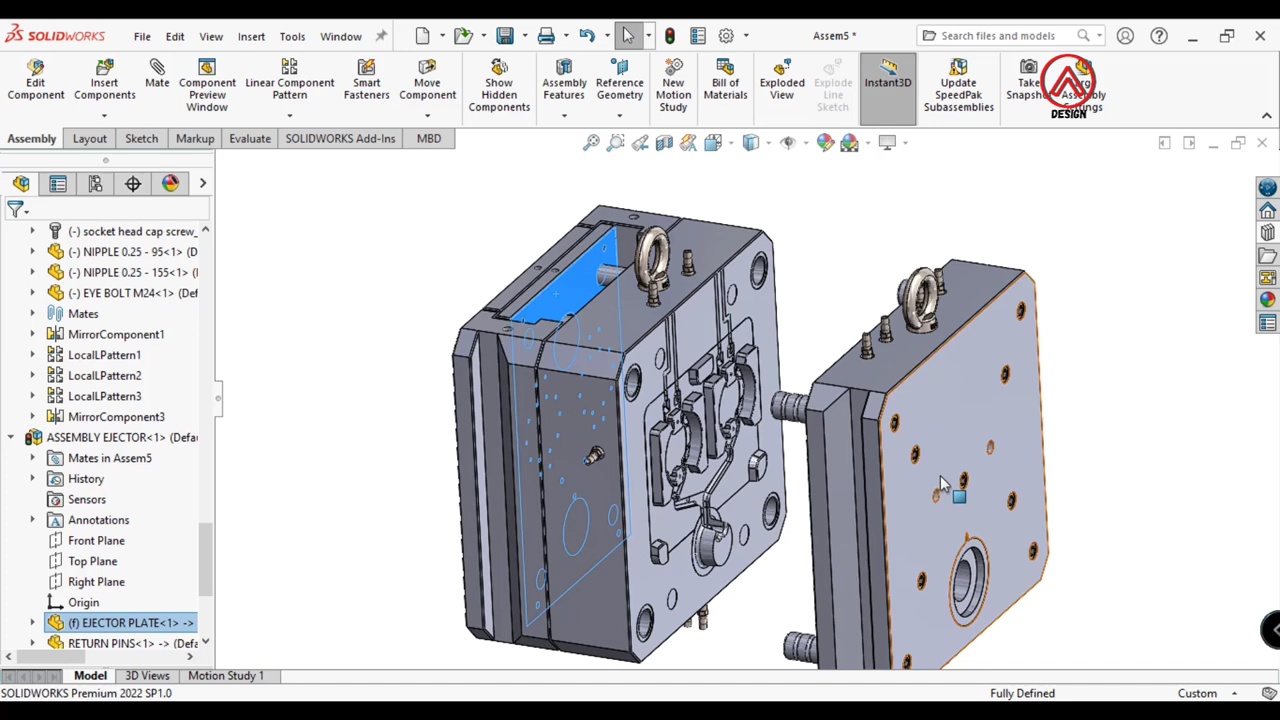 SOLIDWORKS File Edit View Insert Tools Window Assem5 * Search files and models
Edit Component
Insert Components
Mate
Component Preview Window
Linear Component Pattern
Smart Fasteners
Move Component
Show Hidden Components
Assembly Features
Reference Geometry
New Motion Study
Bill of Materials
Exploded View
Explode Line Sketch
Instant3D
Update SpeedPak Subassemblies
Take Snapshot
DESIGN
Assembly Layout Sketch Markup Evaluate SOLIDWORKS Add-Ins MBD
(-) socket head cap screw_
(-) NIPPLE 0.25 - 95<1> (D
(-) NIPPLE 0.25 - 155<1> (
(-) EYE BOLT M24<1> (Def
Mates
MirrorComponent1
LocalLPattern1
LocalLPattern2
LocalLPattern3
MirrorComponent3
ASSEMBLY EJECTOR<1> (Defa
Mates in Assem5
History
Sensors
Annotations
Front Plane
Top Plane
Right Plane
Origin
(f) EJECTOR PLATE<1> ->
RETURN PINS<1> -> (Defa
Model 3D Views Motion Study 1
SOLIDWORKS Premium 2022 SP1.0 Fully Defined Custom